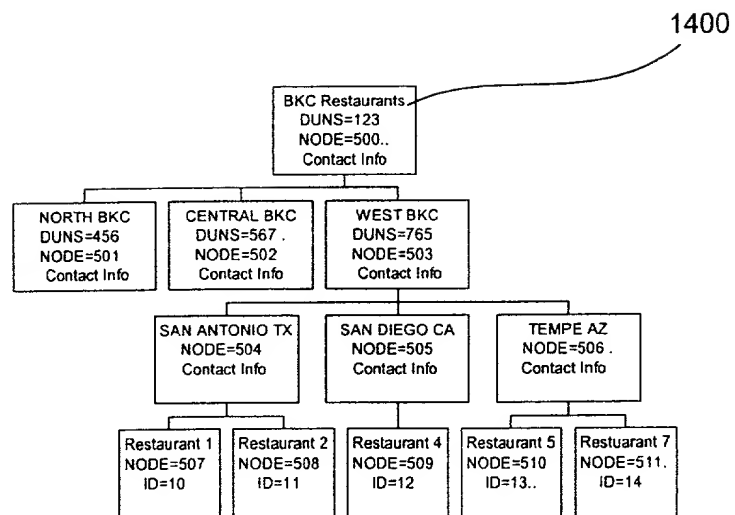 1400
BKC Restaurants
DUNS=123
NODE=500..
Contact Info
NORTH BKC
DUNS=456
NODE=501
Contact Info
CENTRAL BKC
DUNS=567 .
NODE=502
Contact Info
WEST BKC
DUNS=765
NODE=503
Contact Info
SAN ANTONIO TX
NODE=504
Contact Info
SAN DIEGO CA
NODE=505
Contact Info
TEMPE AZ
NODE=506 .
Contact Info
Restaurant 1
NODE=507
ID=10
Restaurant 2
NODE=508
ID=11
Restaurant 4
NODE=509
ID=12
Restaurant 5
NODE=510
ID=13..
Restuarant 7
NODE=511.
ID=14